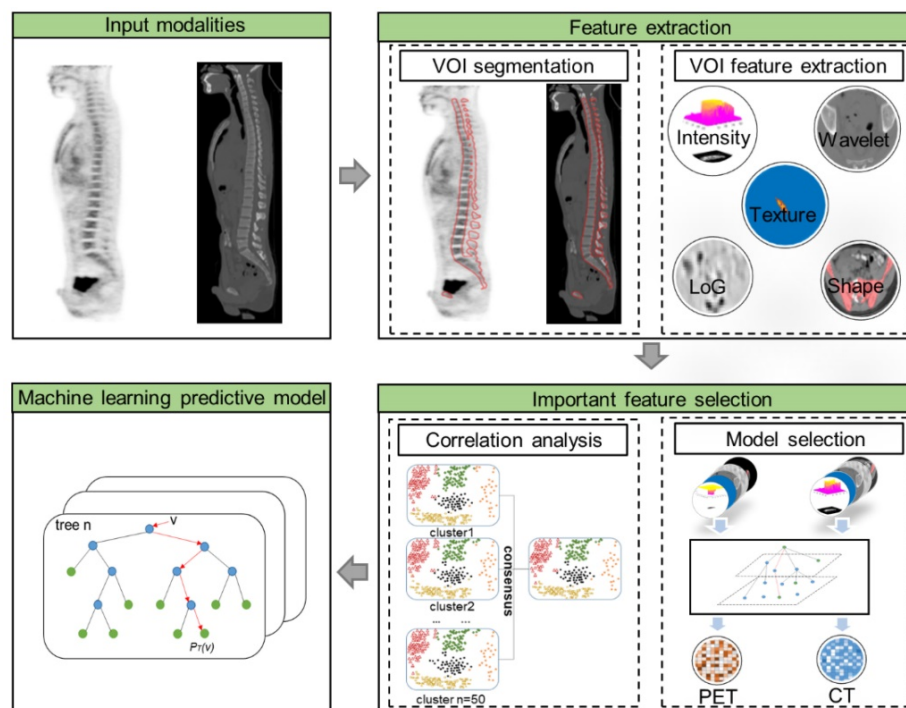 Input modalities
Feature extraction
VOI segmentation
VOI feature extraction
Intensity
Wavelet
Texture
LoG
Shape
Machine learning predictive model
tree n
v
PT(v)
Important feature selection
Correlation analysis
cluster1
cluster2
... ...
cluster n=50
consensus
Model selection
PET
CT